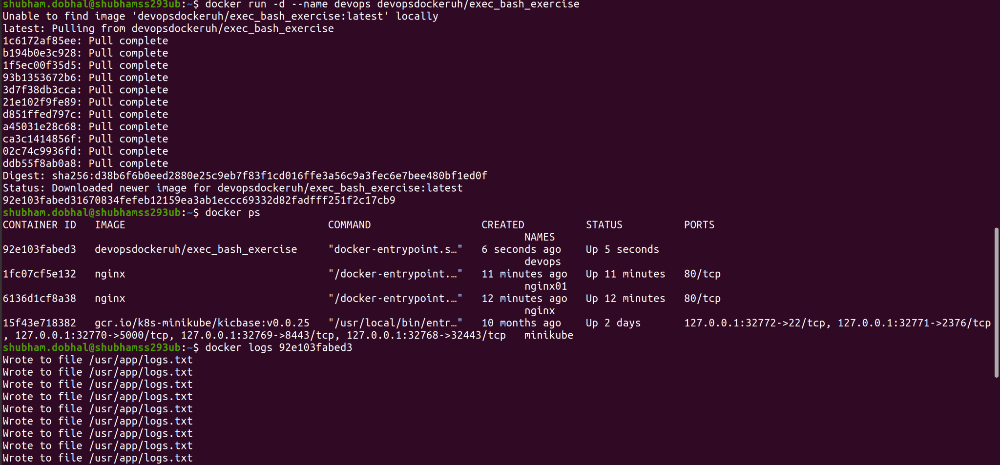 shubham.dobhal@shubhamss293ub:~$ docker run -d --name devops devopsdockeruh/exec_bash_exercise
Unable to find image 'devopsdockeruh/exec_bash_exercise:latest' locally
latest: Pulling from devopsdockeruh/exec_bash_exercise
1c6172af85ee: Pull complete
b194b0e3c928: Pull complete
1f5ec00f35d5: Pull complete
93b1353672b6: Pull complete
3d7f38db3cca: Pull complete
21e102f9fe89: Pull complete
d851ffed797c: Pull complete
a45031e28c68: Pull complete
ca3c1414856f: Pull complete
02c74c9936fd: Pull complete
ddb55f8ab0a8: Pull complete
Digest: sha256:d38b6f6b0eed2880e25c9eb7f83f1cd016ffe3a56c9a3fec6e7bee480bf1ed0f
Status: Downloaded newer image for devopsdockeruh/exec_bash_exercise:latest
92e103fabed31670834fefeb12159ea3ab1eccc69332d82fadfff251f2c17cb9
shubham.dobhal@shubhamss293ub:~$ docker ps
CONTAINER ID   IMAGE                                 COMMAND                  CREATED          STATUS          PORTS
NAMES
92e103fabed3   devopsdockeruh/exec_bash_exercise     "docker-entrypoint.s…"   6 seconds ago    Up 5 seconds
devops
1fc07cf5e132   nginx                                 "/docker-entrypoint.…"   11 minutes ago   Up 11 minutes   80/tcp
nginx01
6136d1cf8a38   nginx                                 "/docker-entrypoint.…"   12 minutes ago   Up 12 minutes   80/tcp
nginx
15f43e718382   gcr.io/k8s-minikube/kicbase:v0.0.25   "/usr/local/bin/entr…"   10 months ago    Up 2 days       127.0.0.1:32772->22/tcp, 127.0.0.1:32771->2376/tcp
, 127.0.0.1:32770->5000/tcp, 127.0.0.1:32769->8443/tcp, 127.0.0.1:32768->32443/tcp   minikube
shubham.dobhal@shubhamss293ub:~$ docker logs 92e103fabed3
Wrote to file /usr/app/logs.txt
Wrote to file /usr/app/logs.txt
Wrote to file /usr/app/logs.txt
Wrote to file /usr/app/logs.txt
Wrote to file /usr/app/logs.txt
Wrote to file /usr/app/logs.txt
Wrote to file /usr/app/logs.txt
Wrote to file /usr/app/logs.txt
Wrote to file /usr/app/logs.txt